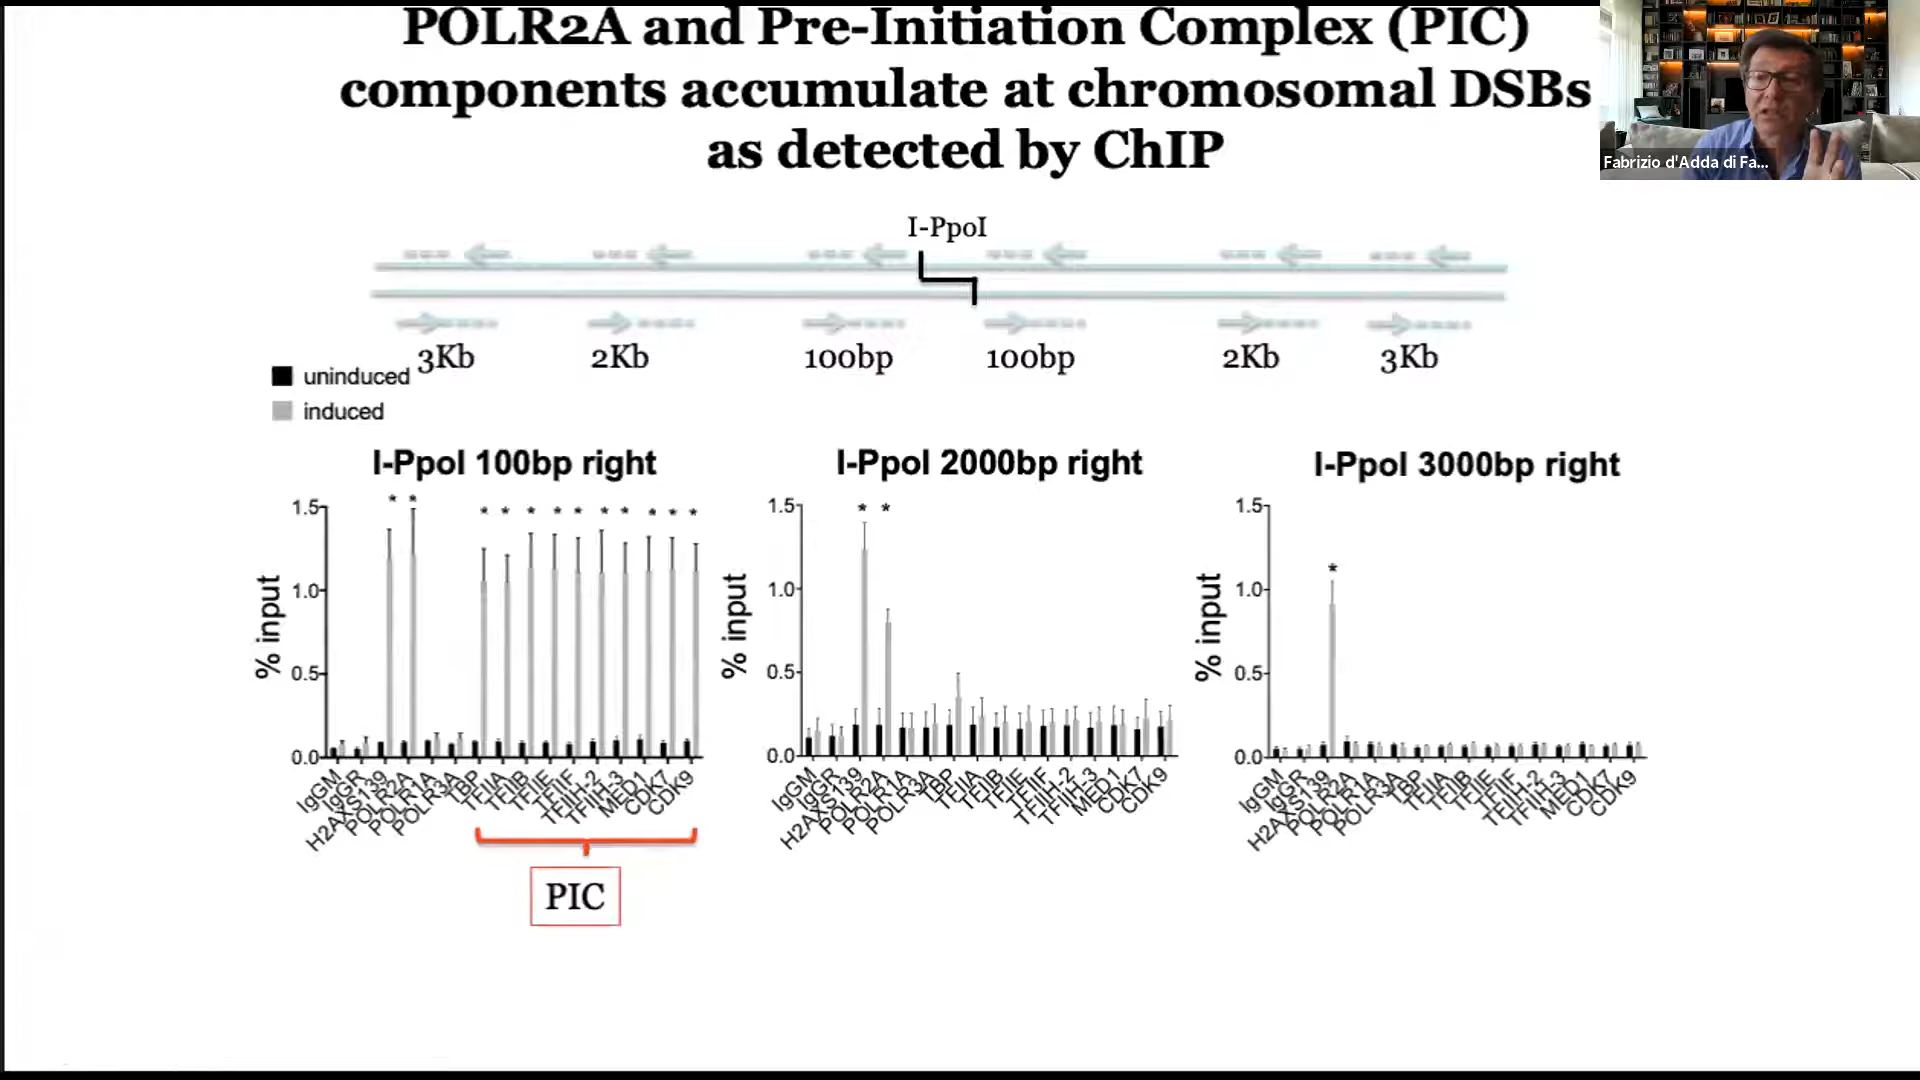 POLR2A and Pre-Initiation Complex (PIC)
components accumulate at chromosomal DSBs
as detected by ChIP
Fabrizio d'Adda di Fa...
I-PpoI
3Kb 2Kb 100bp 100bp 2Kb 3Kb
uninduced
induced
I-PpoI 100bp right
% input
1.5
1.0
0.5
0.0
* * * * * * * * * * * *
IgGM IgGR H2AXS139 POLR2A POLR1A POLR3A TBP TFIIA TFIIB TFIIE TFIIF TFIIH-2 TFIIH-3 MED1 CDK7 CDK9
PIC
I-PpoI 2000bp right
% input
1.5
1.0
0.5
0.0
* *
IgGM IgGR H2AXS139 POLR2A POLR1A POLR3A TBP TFIIA TFIIB TFIIE TFIIF TFIIH-2 TFIIH-3 MED1 CDK7 CDK9
I-PpoI 3000bp right
% input
1.5
1.0
0.5
0.0
*
IgGM IgGR H2AXS139 POLR2A POLR1A POLR3A TBP TFIIA TFIIB TFIIE TFIIF TFIIH-2 TFIIH-3 MED1 CDK7 CDK9